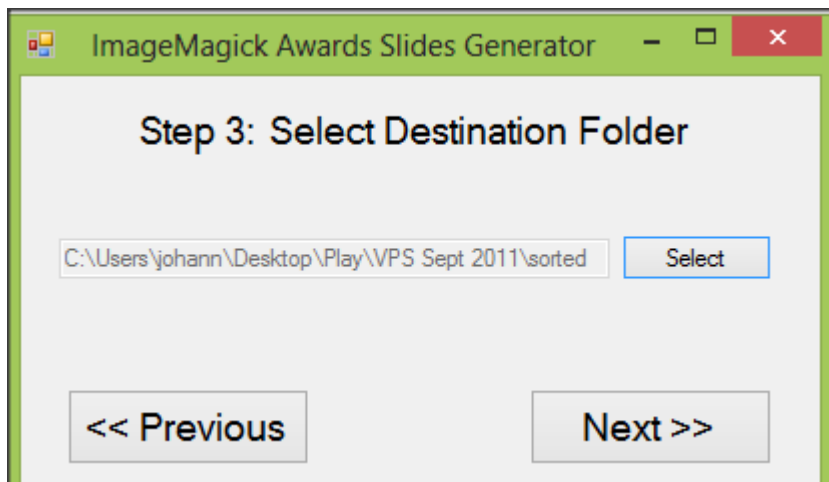 ImageMagick Awards Slides Generator
Step 3: Select Destination Folder
C:\Users\johann\Desktop\Play\VPS Sept 2011\sorted
Select
<< Previous
Next >>